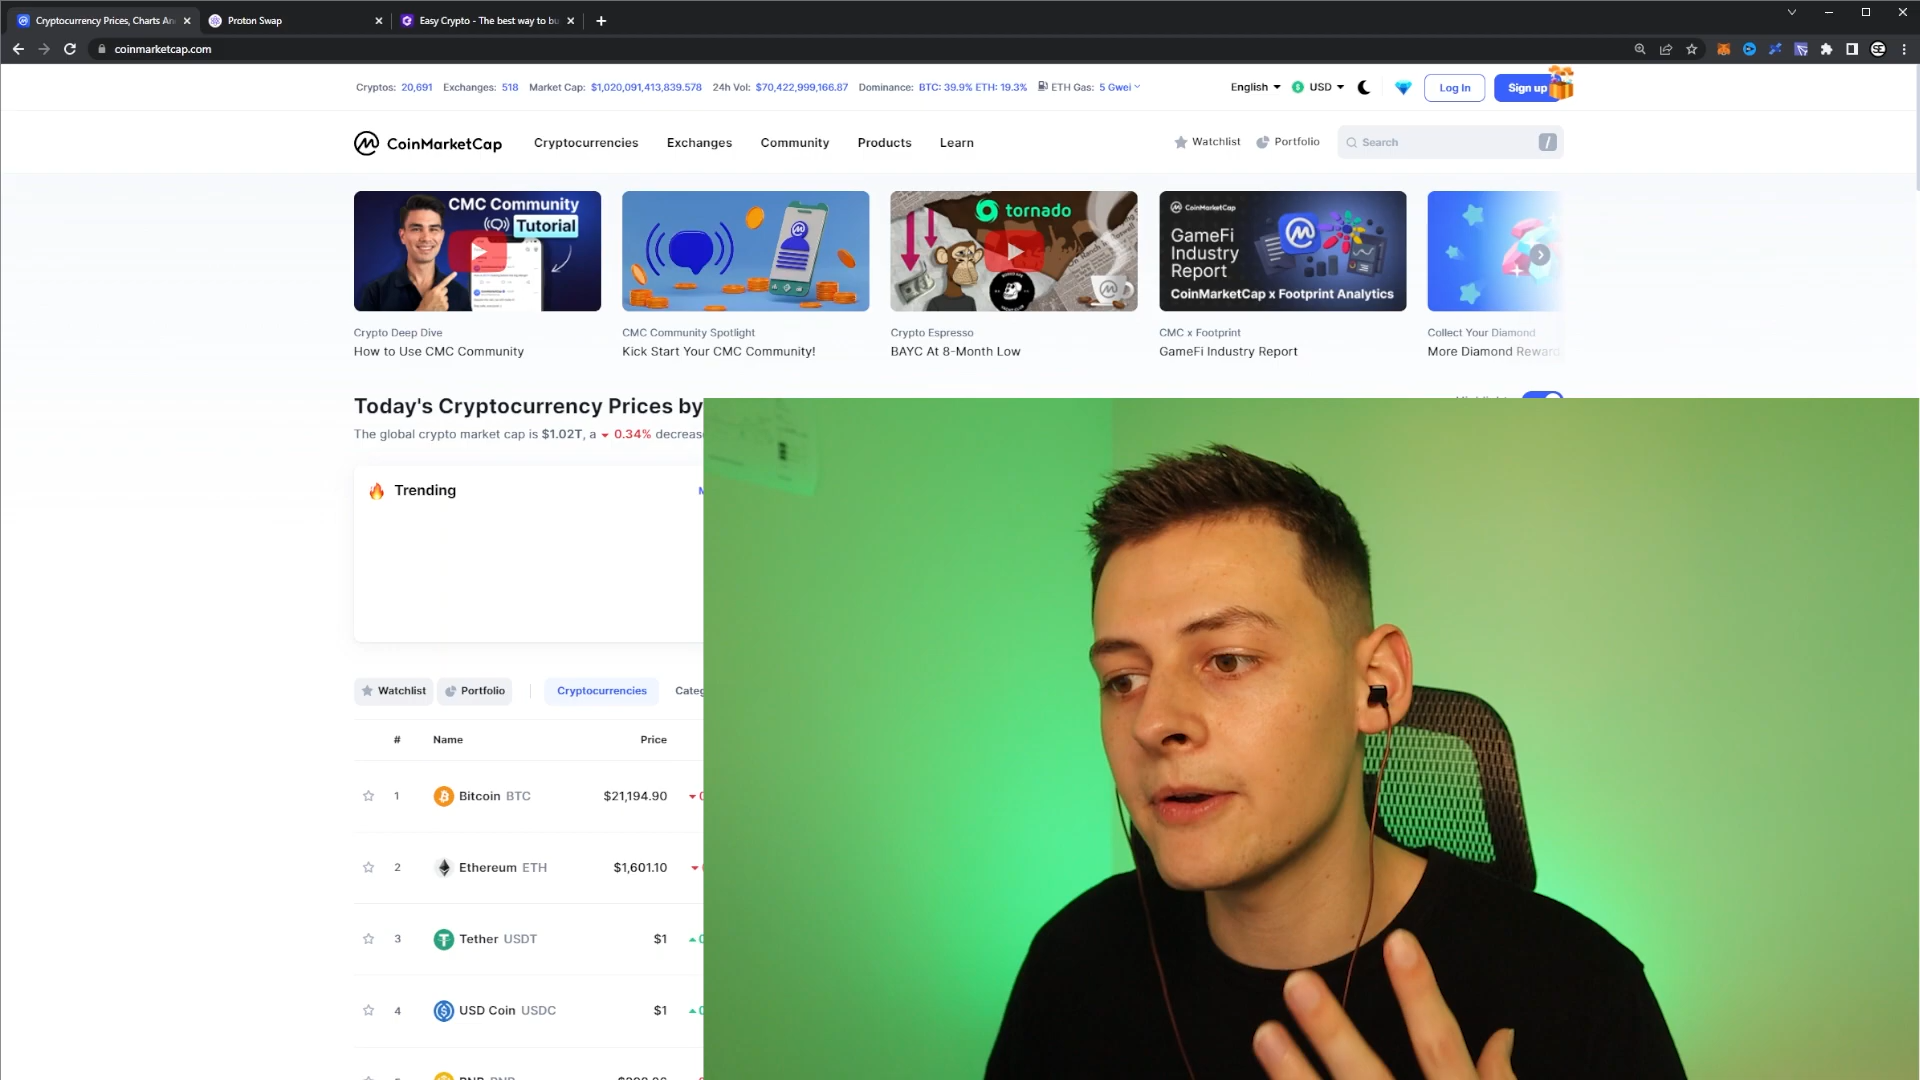 Cryptocurrency Prices, Charts An
Proton Swap
Easy Crypto - The best way to bu
coinmarketcap.com
Cryptos: 20,691 Exchanges: 518 Market Cap: $1,020,091,413,839.578 24h Vol: $70,422,999,166.87 Dominance: BTC: 39.9% ETH: 19.3% ETH Gas: 5 Gwei
English USD Log In Sign up
CoinMarketCap Cryptocurrencies Exchanges Community Products Learn
Watchlist Portfolio Search /
CMC Community
Tutorial
tornado
CoinMarketCap
GameFi
Industry
Report
CoinMarketCap x Footprint Analytics
Crypto Deep Dive
How to Use CMC Community
CMC Community Spotlight
Kick Start Your CMC Community!
Crypto Espresso
BAYC At 8-Month Low
CMC x Footprint
GameFi Industry Report
Collect Your Diamond
More Diamond Reward
Today's Cryptocurrency Prices by
The global crypto market cap is $1.02T, a 0.34% decreas
Trending
Watchlist Portfolio Cryptocurrencies Categ
# Name Price
1 Bitcoin BTC $21,194.90
2 Ethereum ETH $1,601.10
3 Tether USDT $1
4 USD Coin USDC $1